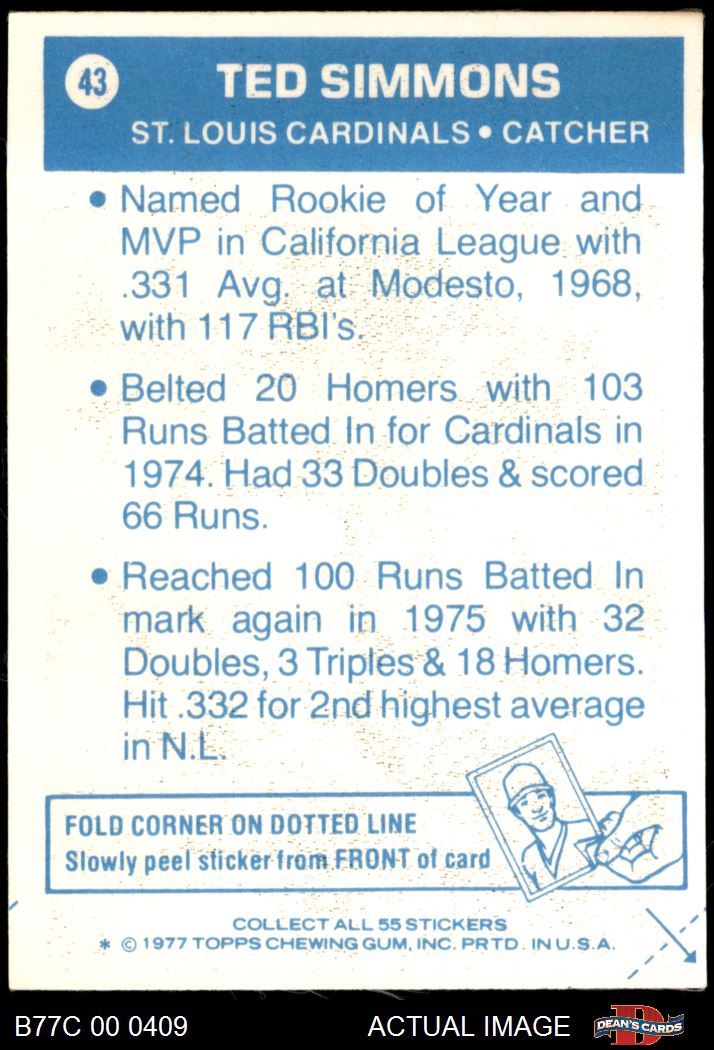 43
TED SIMMONS
ST. LOUIS CARDINALS • CATCHER
• Named Rookie of Year and
MVP in California League with
.331 Avg. at Modesto, 1968,
with 117 RBI's.
• Belted 20 Homers with 103
Runs Batted In for Cardinals in
1974. Had 33 Doubles & scored
66 Runs.
• Reached 100 Runs Batted In
mark again in 1975 with 32
Doubles, 3 Triples & 18 Homers.
Hit .332 for 2nd highest average
in N.L.
FOLD CORNER ON DOTTED LINE
Slowly peel sticker from FRONT of card
COLLECT ALL 55 STICKERS
* © 1977 TOPPS CHEWING GUM, INC. PRTD. IN U.S.A.
B77C 00 0409
ACTUAL IMAGE
D
DEAN'S CARDS